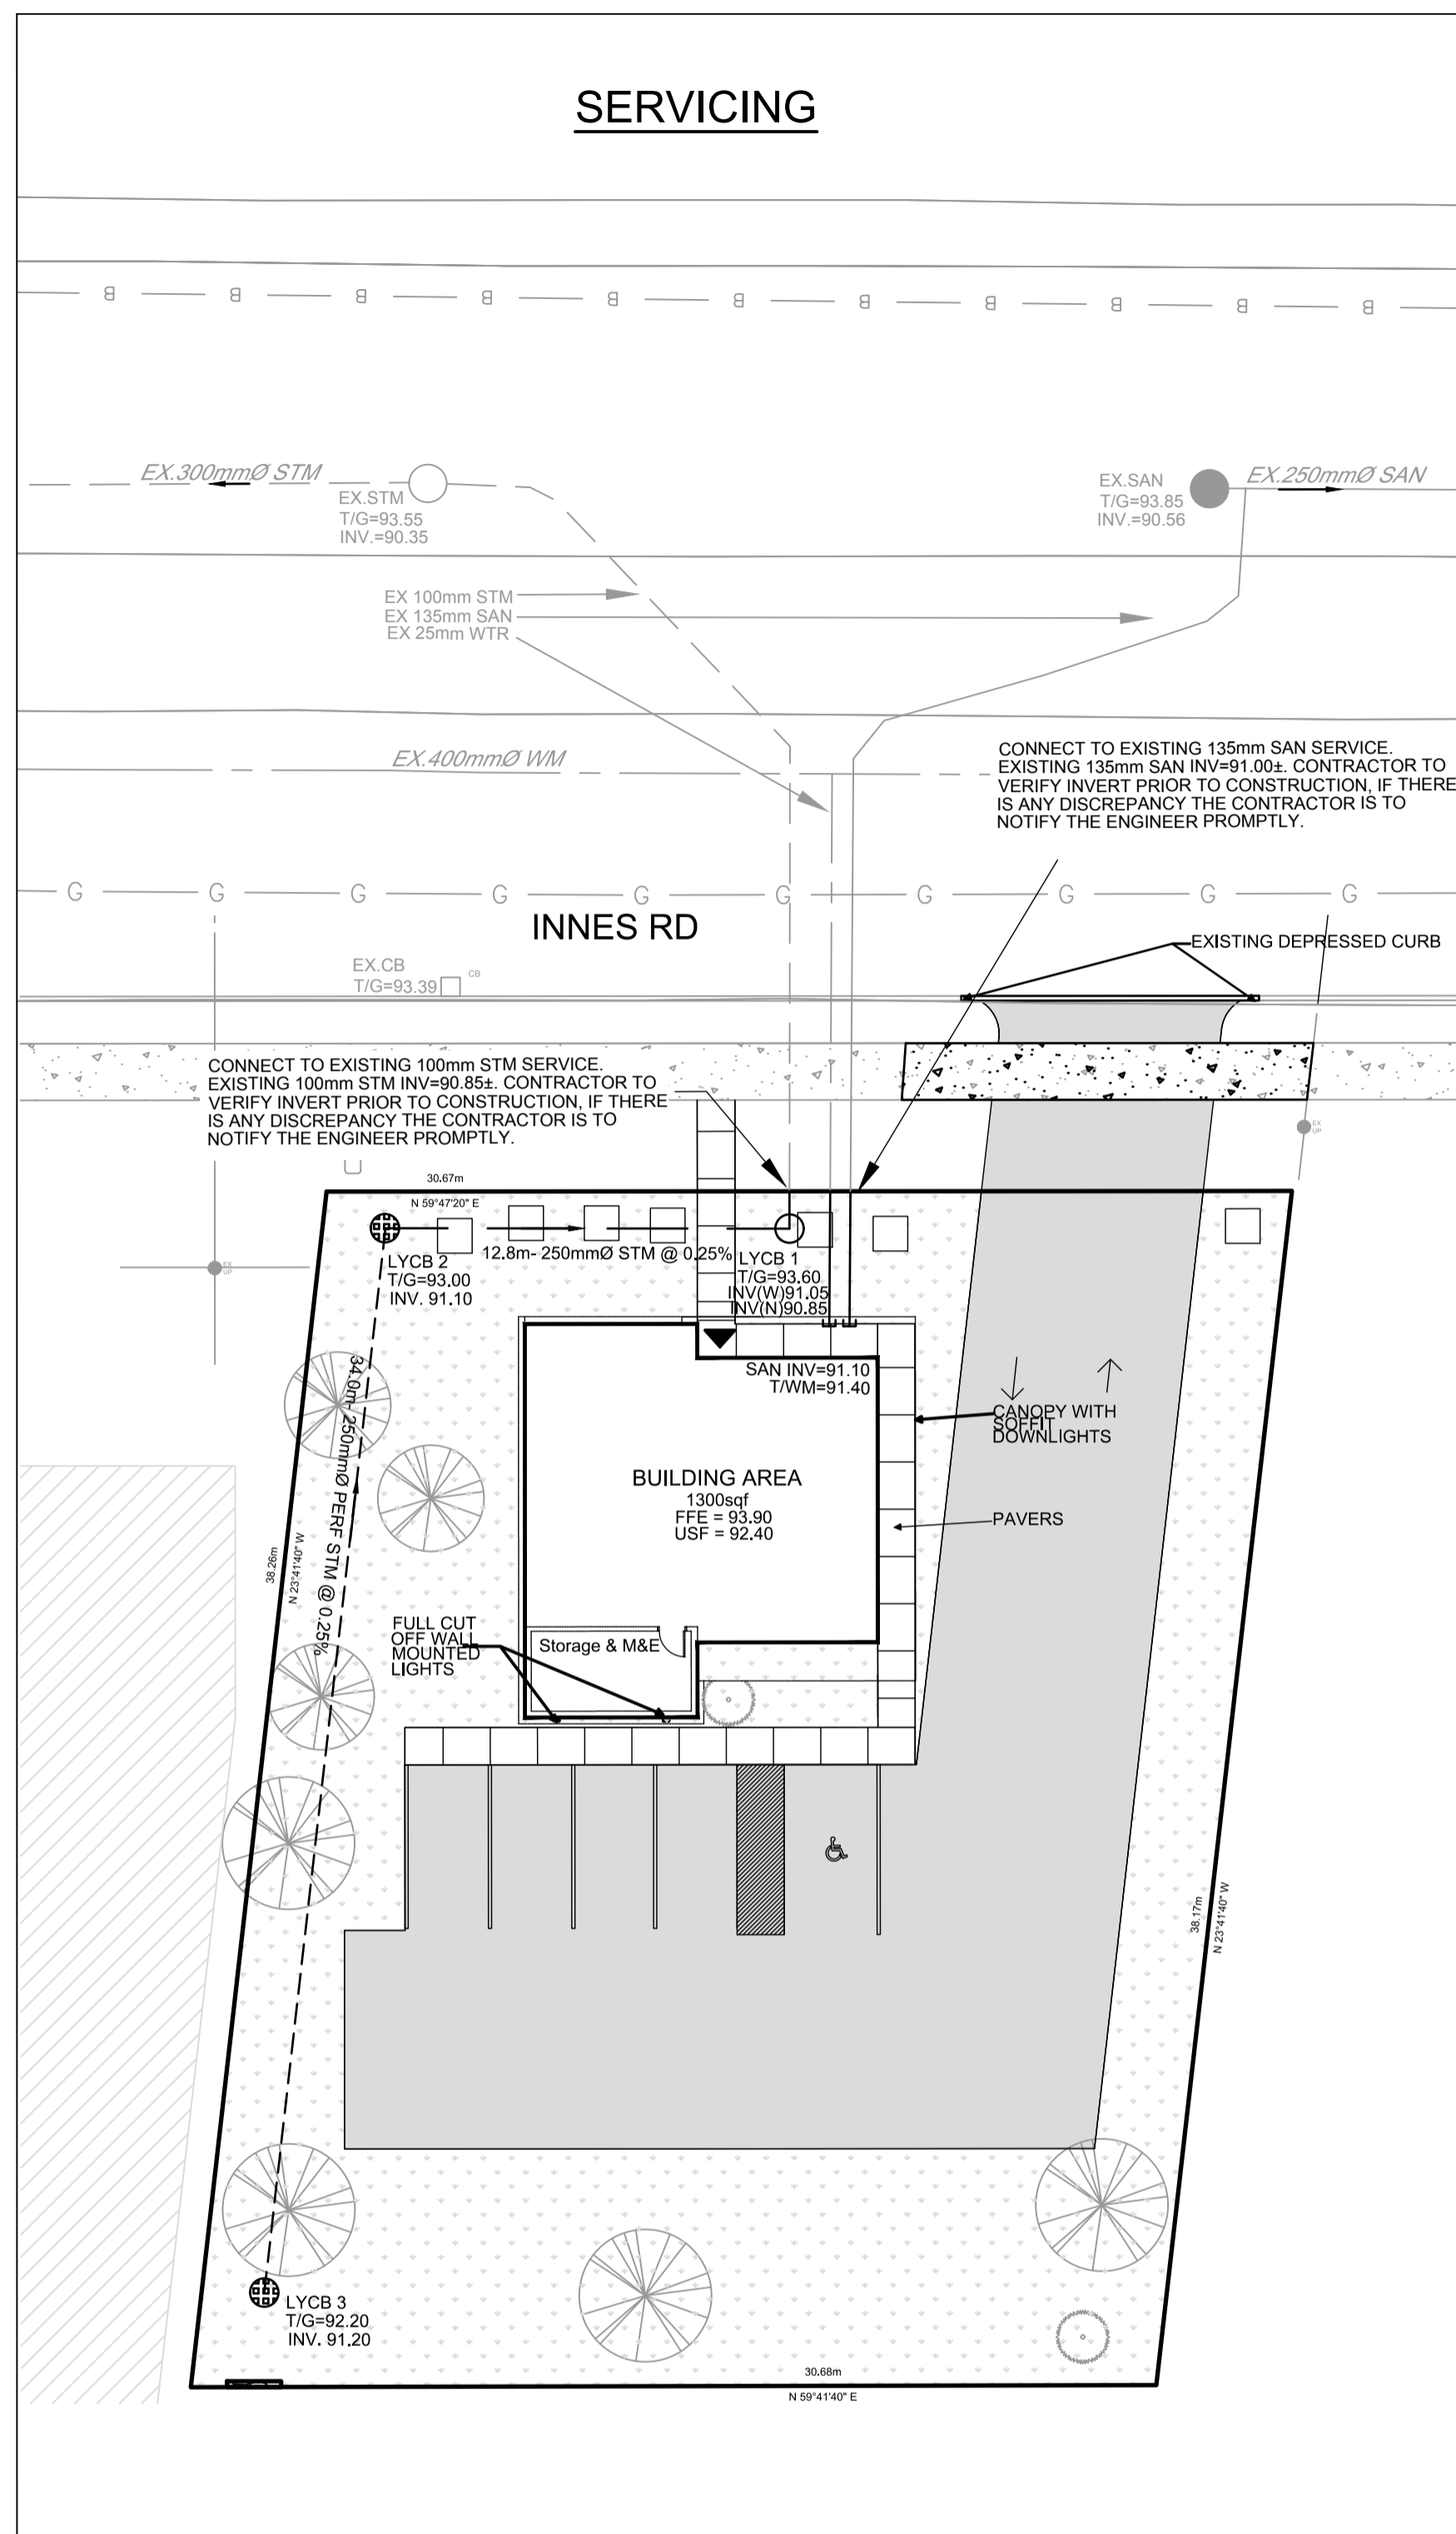 SERVICING
B B B B B B B B B B B
EX.300mmØ STM
EX.STM
T/G=93.55
INV.=90.35
EX.SAN
T/G=93.85
INV.=90.56
EX.250mmØ SAN
EX 100mm STM
EX 135mm SAN
EX 25mm WTR
EX.400mmØ WM
CONNECT TO EXISTING 135mm SAN SERVICE.
EXISTING 135mm SAN INV=91.00±. CONTRACTOR TO
VERIFY INVERT PRIOR TO CONSTRUCTION, IF THERE
IS ANY DISCREPANCY THE CONTRACTOR IS TO
NOTIFY THE ENGINEER PROMPTLY.
G G G G G G G G G G
INNES RD
EXISTING DEPRESSED CURB
EX.CB
T/G=93.39
CB
CONNECT TO EXISTING 100mm STM SERVICE.
EXISTING 100mm STM INV=90.85±. CONTRACTOR TO
VERIFY INVERT PRIOR TO CONSTRUCTION, IF THERE
IS ANY DISCREPANCY THE CONTRACTOR IS TO
NOTIFY THE ENGINEER PROMPTLY.
EX
UP
30.67m
N 59°47'20" E
12.8m- 250mmØ STM @ 0.25%
LYCB 2
T/G=93.00
INV. 91.10
LYCB 1
T/G=93.60
INV(W)91.05
INV(N)90.85
EX
UP
SAN INV=91.10
T/WM=91.40
34.0m- 250mmØ PERF STM @ 0.25%
CANOPY WITH
SOFFIT
DOWNLIGHTS
BUILDING AREA
1300sqf
FFE = 93.90
USF = 92.40
PAVERS
38.26m
N 23°41'40" W
FULL CUT
OFF WALL
MOUNTED
LIGHTS
Storage & M&E
38.17m
N 23°41'40" W
LYCB 3
T/G=92.20
INV. 91.20
30.68m
N 59°41'40" E